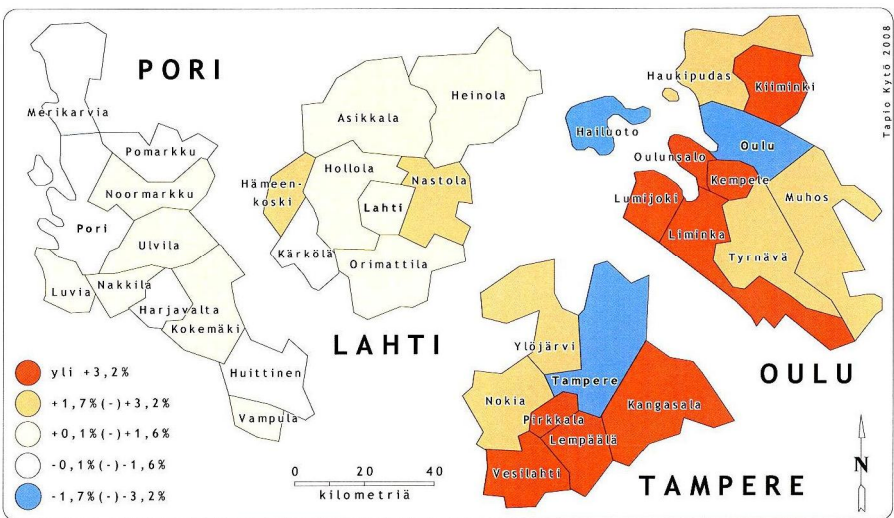 PORI
Merikarvia
Pomarkku
Noormarkku
Pori
Ulvila
Luvia
Nakkila
Harjavalta
Kokemäki
Huittinen
Vampula
LAHTI
Heinola
Asikkala
Hollola
Hämeen-
koski
Nastola
Lahti
Kärkölä
Orimattila
OULU
Haukipudas
Kiiminki
Hailuoto
Oulu
Oulunsalo
Kempele
Muhos
Lumijoki
Liminka
Tyrnävä
TAMPERE
Ylöjärvi
Tampere
Nokia
Kangasala
Pirkkala
Lempäälä
Vesilahti
yli +3,2%
+1,7%(-)+3,2%
+0,1%(-)+1,6%
-0,1%(-)-1,6%
-1,7%(-)-3,2%
0 20 40
kilometriä
N
Tapio Kytö 2008